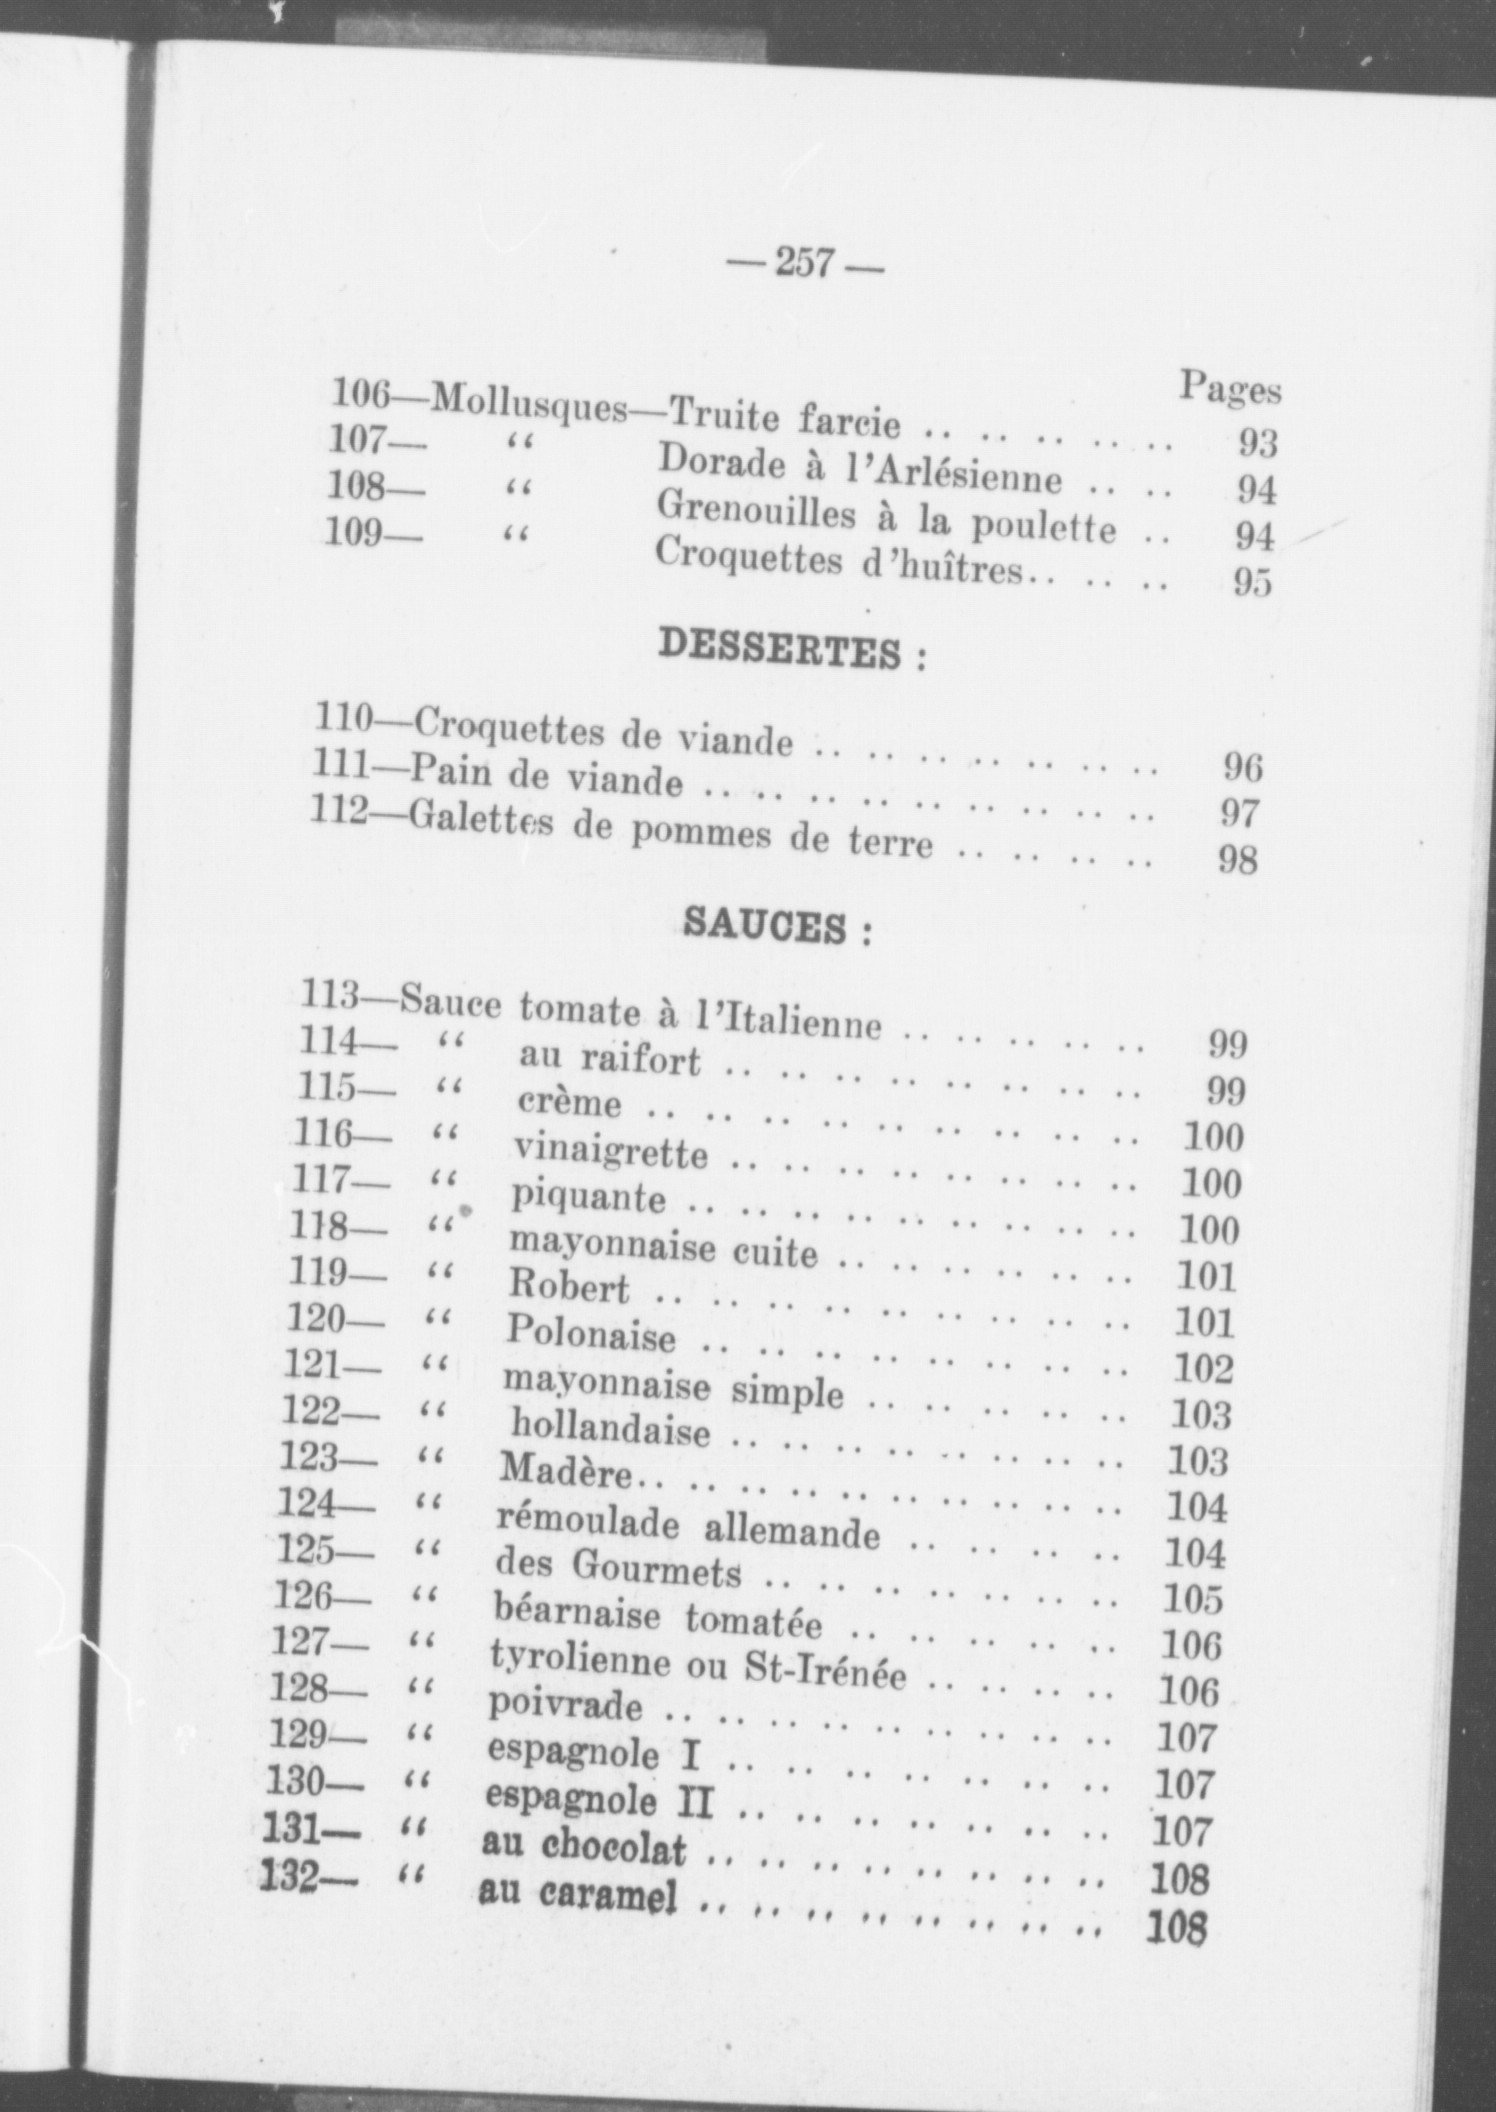 — 257 —
Pages
106—Mollusques—Truite farcie .. .. .. .. .. 93
107— “ Dorade à l'Arlésienne .. .. 94
108— “ Grenouilles à la poulette .. 94
109— “ Croquettes d'huîtres.. .. .. 95
DESSERTES :
110—Croquettes de viande .. .. .. .. .. .. .. 96
111—Pain de viande .. .. .. .. .. .. .. .. .. 97
112—Galettes de pommes de terre .. .. .. .. 98
SAUCES :
113—Sauce tomate à l'Italienne .. .. .. .. .. 99
114— “ au raifort .. .. .. .. .. .. .. .. 99
115— “ crème .. .. .. .. .. .. .. .. .. 100
116— “ vinaigrette .. .. .. .. .. .. .. .. 100
117— “ piquante .. .. .. .. .. .. .. .. .. 100
118— “ mayonnaise cuite .. .. .. .. .. .. 101
119— “ Robert .. .. .. .. .. .. .. .. .. 101
120— “ Polonaise .. .. .. .. .. .. .. .. 102
121— “ mayonnaise simple .. .. .. .. .. 103
122— “ hollandaise .. .. .. .. .. .. .. .. 103
123— “ Madère.. .. .. .. .. .. .. .. .. .. 104
124— “ rémoulade allemande .. .. .. .. 104
125— “ des Gourmets .. .. .. .. .. .. .. 105
126— “ béarnaise tomatée .. .. .. .. .. 106
127— “ tyrolienne ou St-Irénée .. .. .. .. 106
128— “ poivrade .. .. .. .. .. .. .. .. .. 107
129— “ espagnole I .. .. .. .. .. .. .. 107
130— “ espagnole II .. .. .. .. .. .. .. 107
131— “ au chocolat .. .. .. .. .. .. .. .. 108
132— “ au caramel .. .. .. .. .. .. .. .. 108